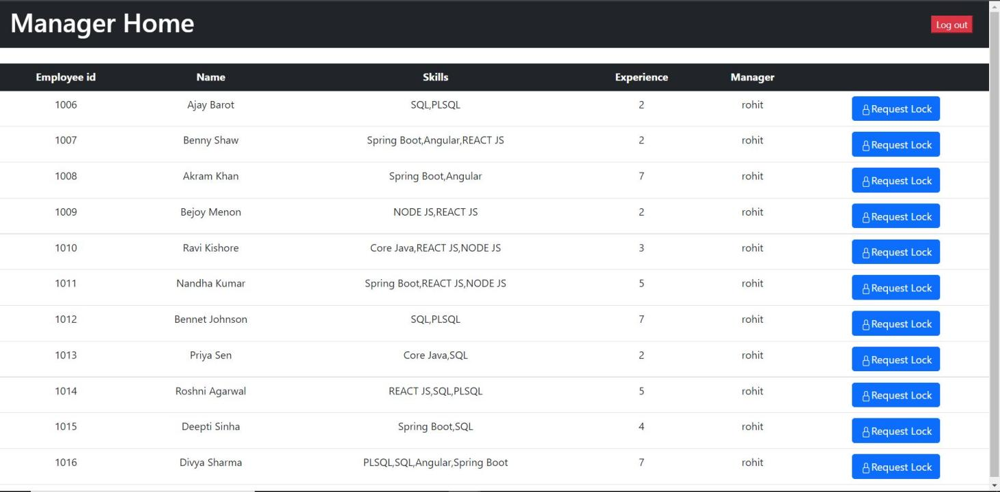 Manager Home
Log out
Employee id Name Skills Experience Manager
1006 Ajay Barot SQL,PLSQL 2 rohit Request Lock
1007 Benny Shaw Spring Boot,Angular,REACT JS 2 rohit Request Lock
1008 Akram Khan Spring Boot,Angular 7 rohit Request Lock
1009 Bejoy Menon NODE JS,REACT JS 2 rohit Request Lock
1010 Ravi Kishore Core Java,REACT JS,NODE JS 3 rohit Request Lock
1011 Nandha Kumar Spring Boot,REACT JS,NODE JS 5 rohit Request Lock
1012 Bennet Johnson SQL,PLSQL 7 rohit Request Lock
1013 Priya Sen Core Java,SQL 2 rohit Request Lock
1014 Roshni Agarwal REACT JS,SQL,PLSQL 5 rohit Request Lock
1015 Deepti Sinha Spring Boot,SQL 4 rohit Request Lock
1016 Divya Sharma PLSQL,SQL,Angular,Spring Boot 7 rohit Request Lock